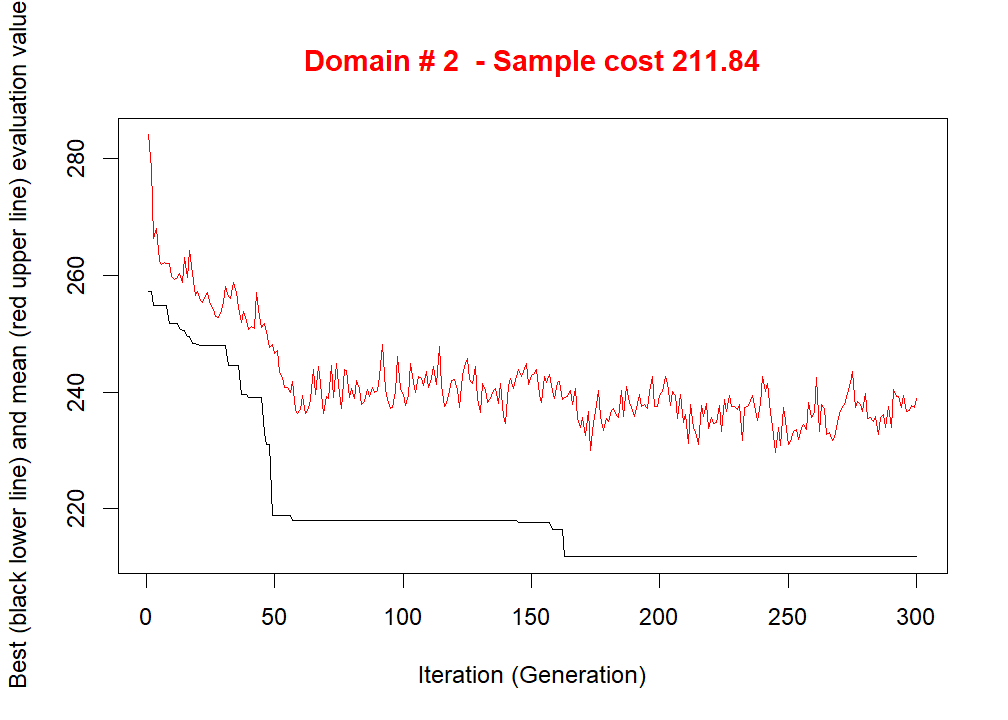 Domain # 2  - Sample cost 211.84
Best (black lower line) and mean (red upper line) evaluation value
280
260
240
220
0 50 100 150 200 250 300
Iteration (Generation)